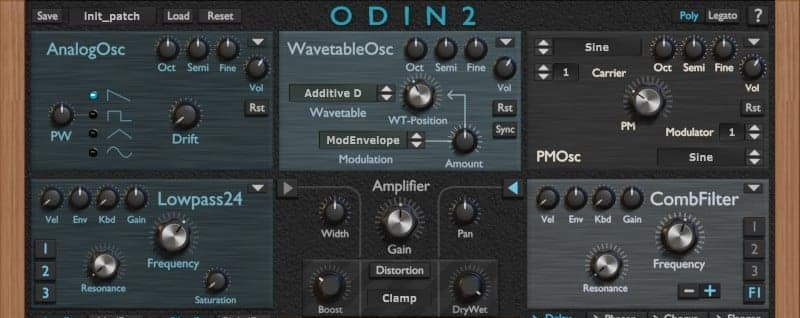 Save init_patch Load Reset ODIN 2 Poly Legato ?
AnalogOsc
Oct Semi Fine
Vol
Rst
PW
Drift
WavetableOsc
Oct Semi Fine
Vol
Additive D
Wavetable
WT-Position
Rst
Sync
ModEnvelope
Modulation
Amount
Sine
1 Carrier
Oct Semi Fine
Vol
Rst
PM
Modulator 1
PMOsc
Sine
Lowpass24
Vel Env Kbd Gain
1
2
3
Frequency
Resonance
Saturation
Amplifier
Width
Gain
Pan
Distortion
Clamp
Boost
DryWet
CombFilter
Vel Env Kbd Gain
Frequency
Resonance
− +
1
2
3
F1